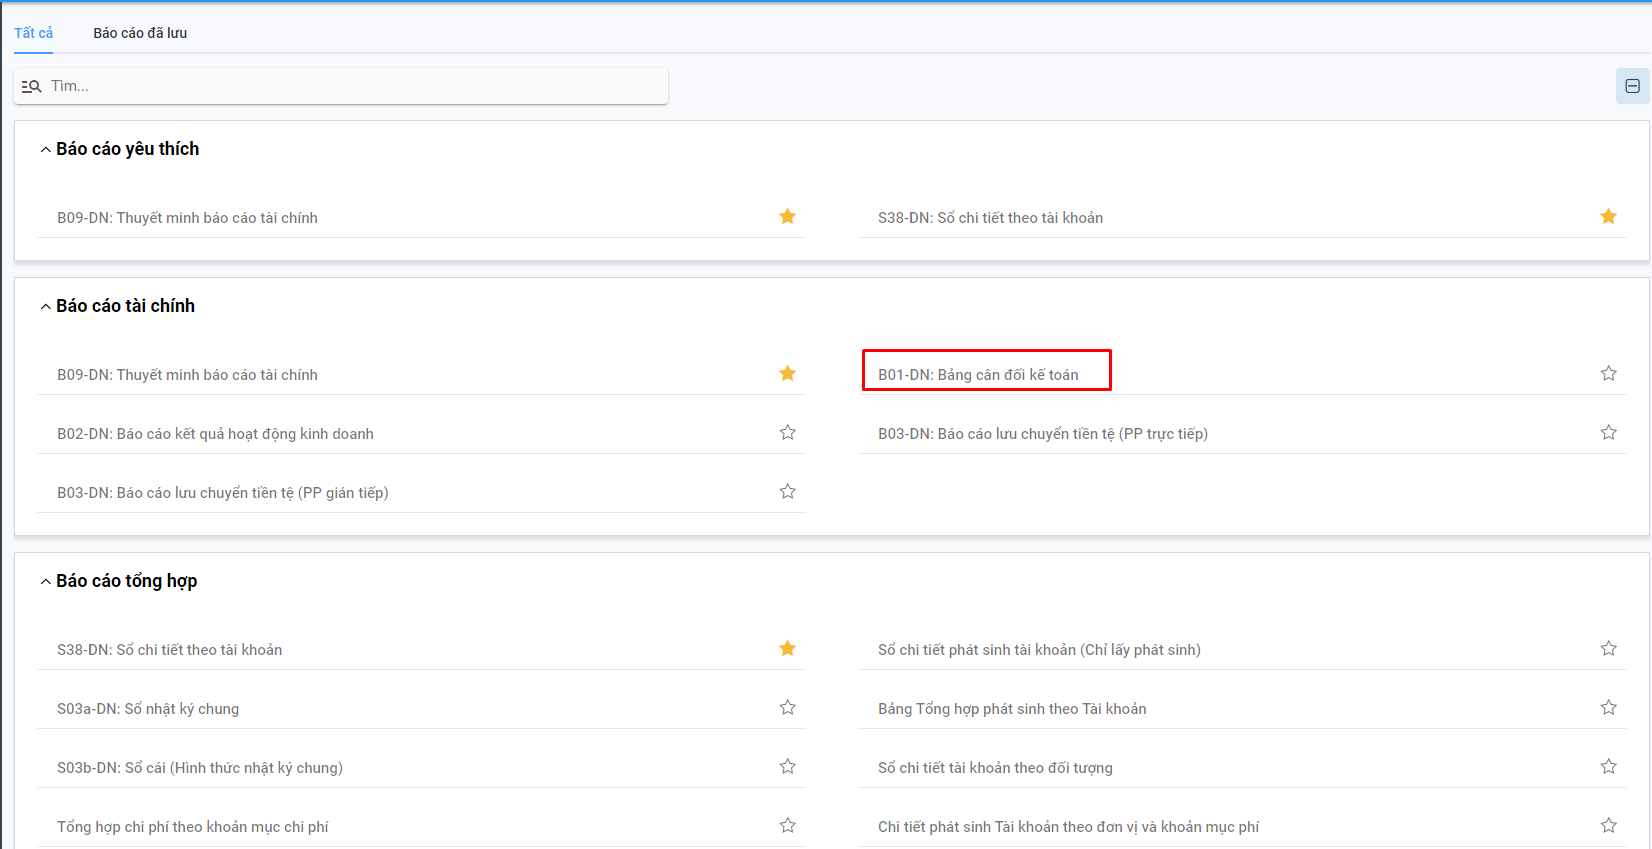 Tất cả
Báo cáo đã lưu
Tìm...
Báo cáo yêu thích
B09-DN: Thuyết minh báo cáo tài chính
S38-DN: Sổ chi tiết theo tài khoản
Báo cáo tài chính
B09-DN: Thuyết minh báo cáo tài chính
B01-DN: Bảng cân đối kế toán
B02-DN: Báo cáo kết quả hoạt động kinh doanh
B03-DN: Báo cáo lưu chuyển tiền tệ (PP trực tiếp)
B03-DN: Báo cáo lưu chuyển tiền tệ (PP gián tiếp)
Báo cáo tổng hợp
S38-DN: Sổ chi tiết theo tài khoản
Sổ chi tiết phát sinh tài khoản (Chỉ lấy phát sinh)
S03a-DN: Sổ nhật ký chung
Bảng Tổng hợp phát sinh theo Tài khoản
S03b-DN: Sổ cái (Hình thức nhật ký chung)
Sổ chi tiết tài khoản theo đối tượng
Tổng hợp chi phí theo khoản mục chi phí
Chi tiết phát sinh Tài khoản theo đơn vị và khoản mục phí